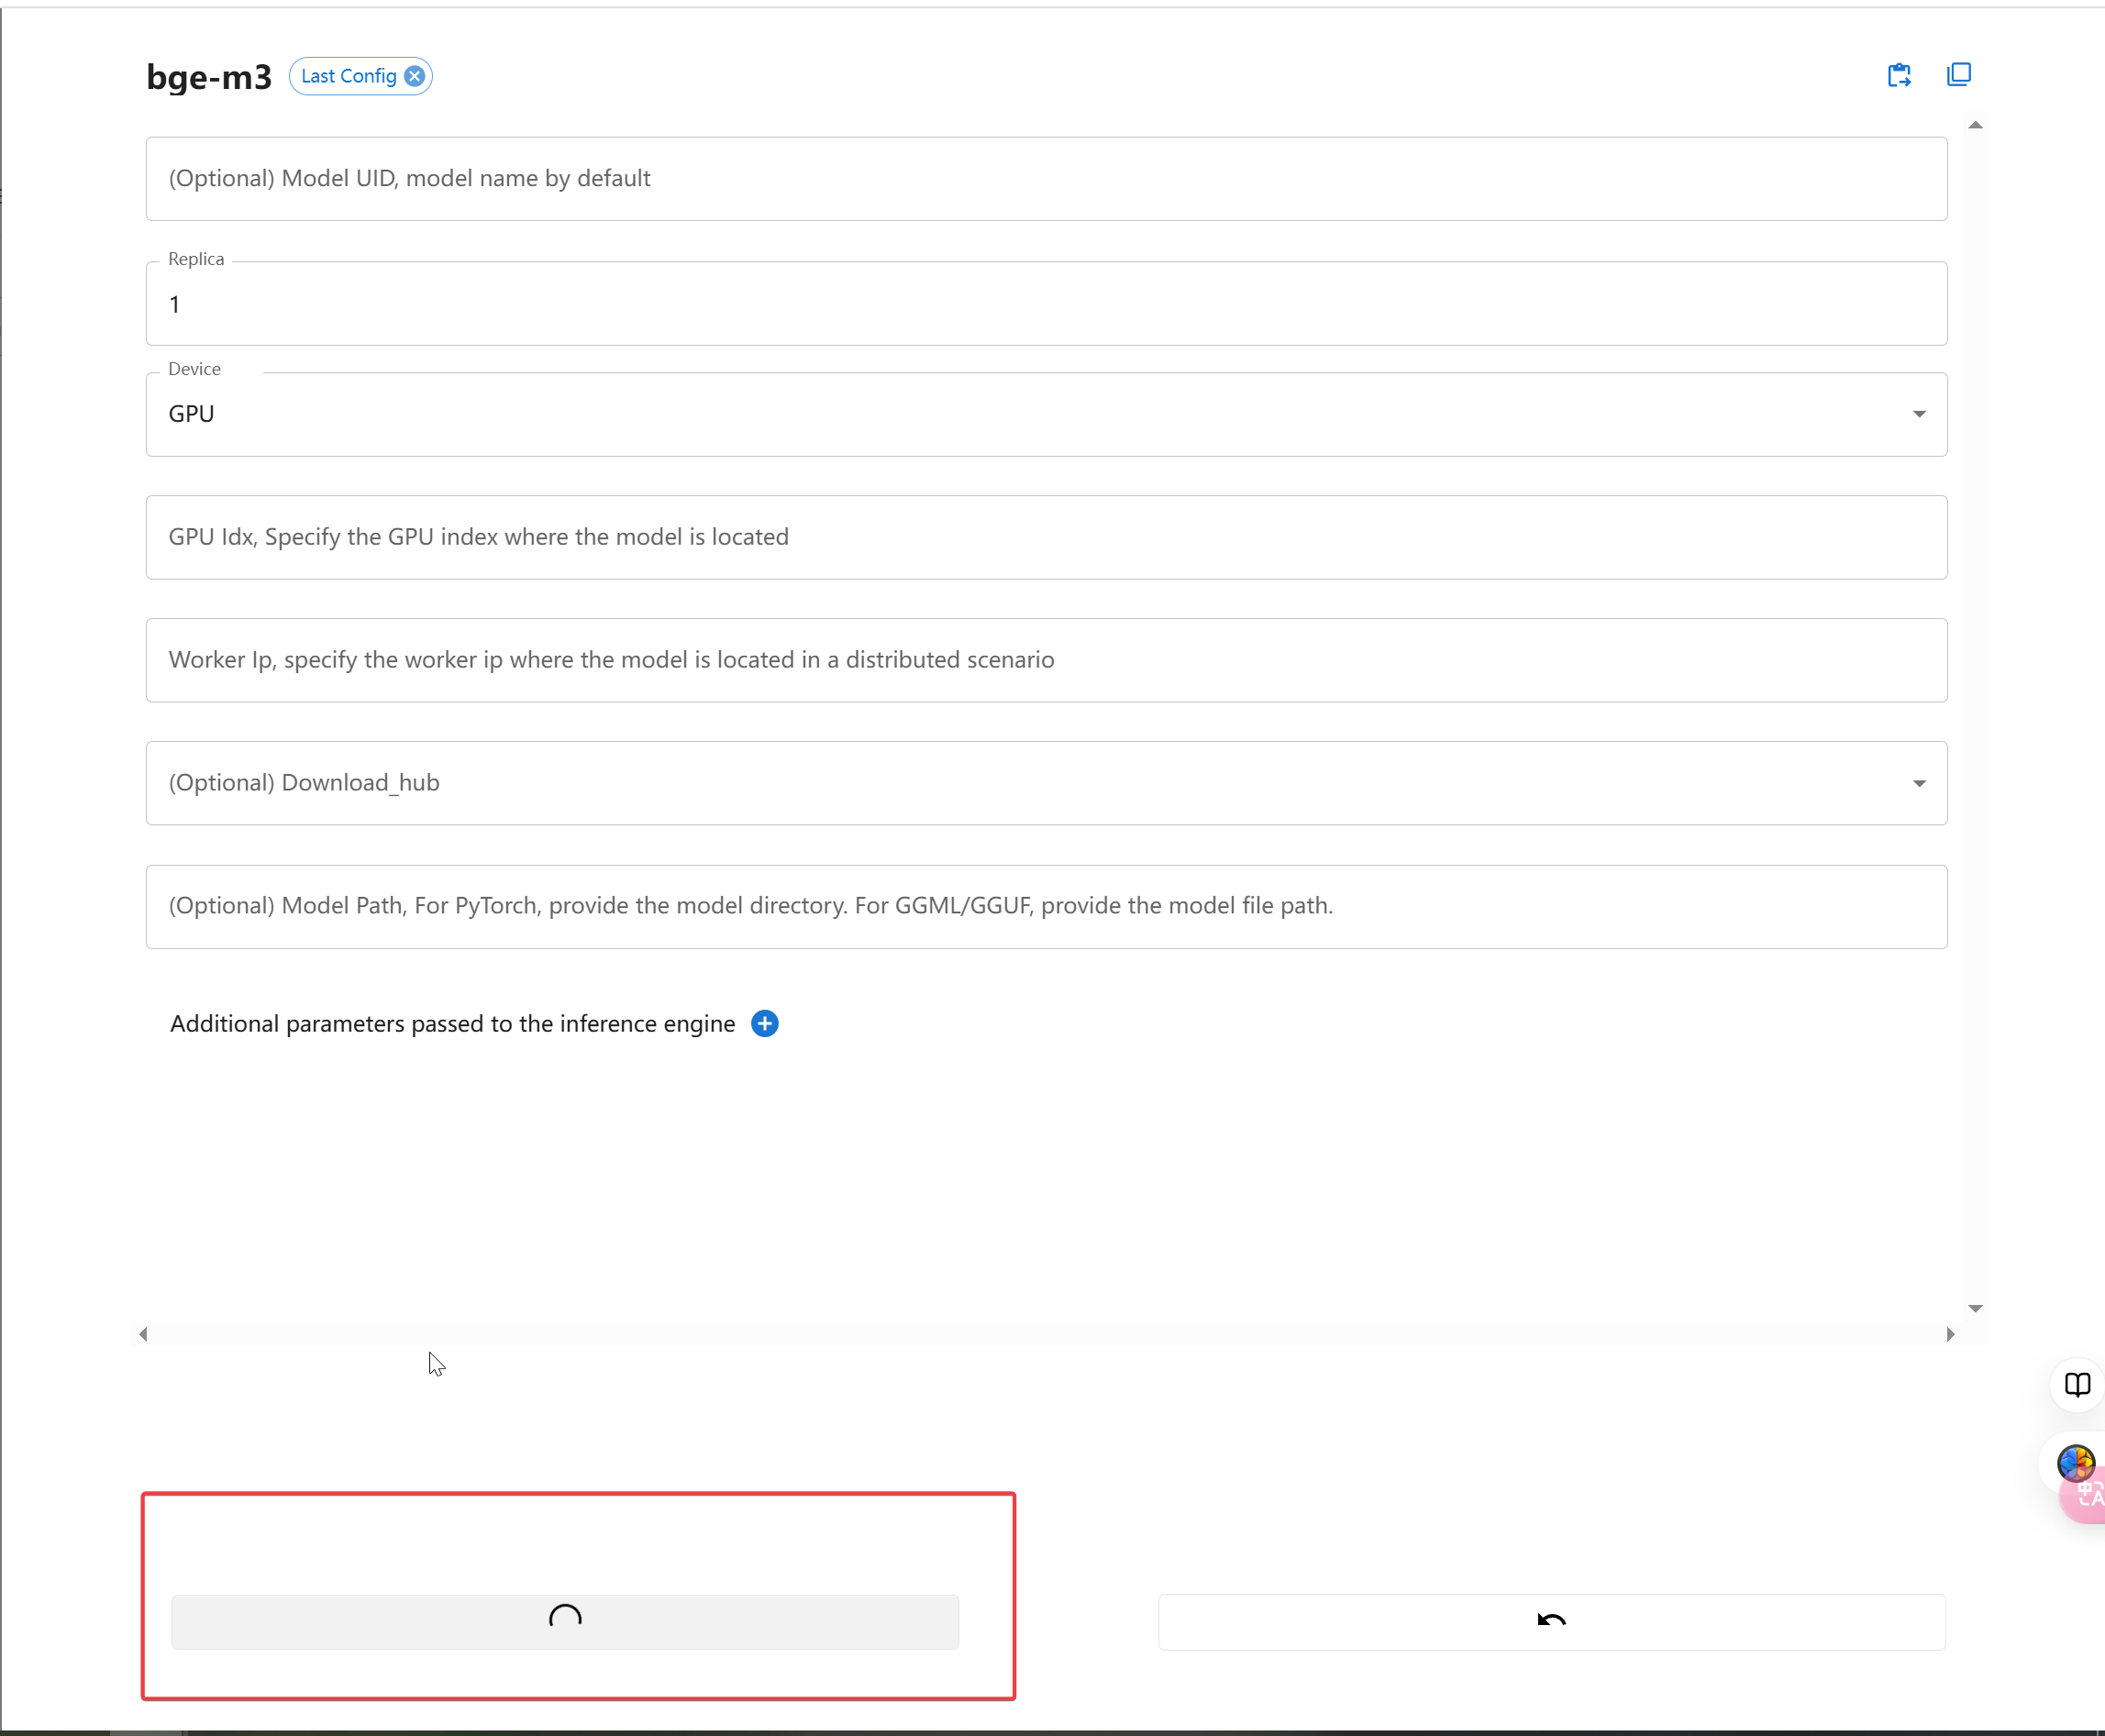 bge-m3
Last Config
(Optional) Model UID, model name by default
Replica
1
Device
GPU
GPU Idx, Specify the GPU index where the model is located
Worker Ip, specify the worker ip where the model is located in a distributed scenario
(Optional) Download_hub
(Optional) Model Path, For PyTorch, provide the model directory. For GGML/GGUF, provide the model file path.
Additional parameters passed to the inference engine
中A